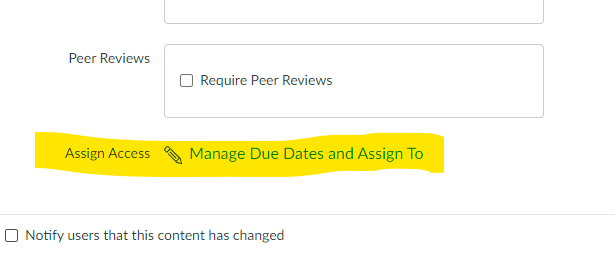 Peer Reviews
Require Peer Reviews
Assign Access Manage Due Dates and Assign To
Notify users that this content has changed